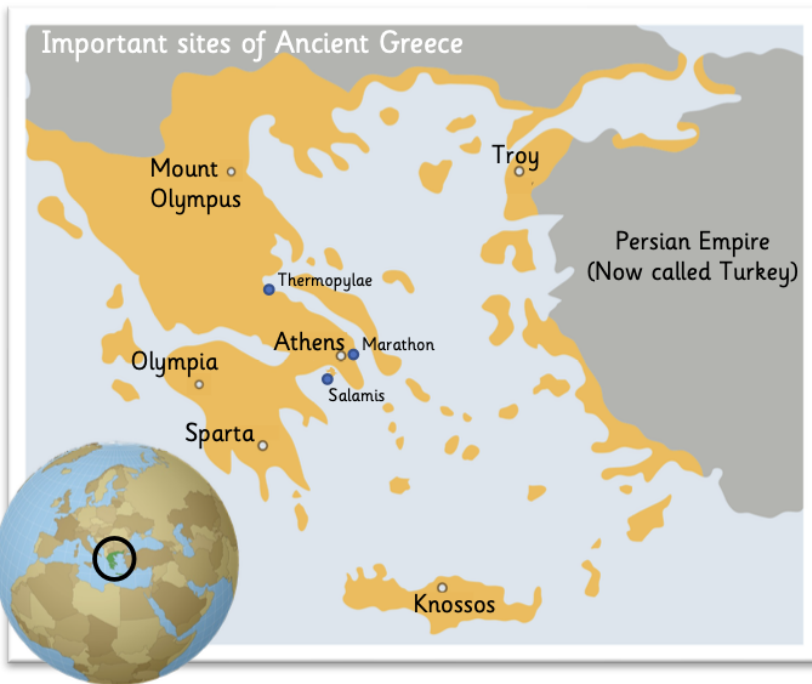 Important sites of Ancient Greece
Troy
Mount
Olympus
Persian Empire
(Now called Turkey)
Thermopylae
Athens
Marathon
Olympia
Salamis
Sparta
Knossos